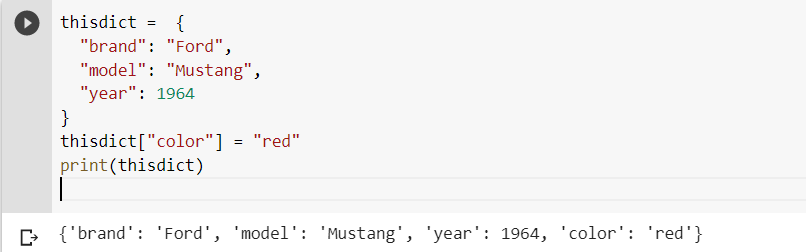 thisdict =  {
  "brand": "Ford",
  "model": "Mustang",
  "year": 1964
}
thisdict["color"] = "red"
print(thisdict)
{'brand': 'Ford', 'model': 'Mustang', 'year': 1964, 'color': 'red'}